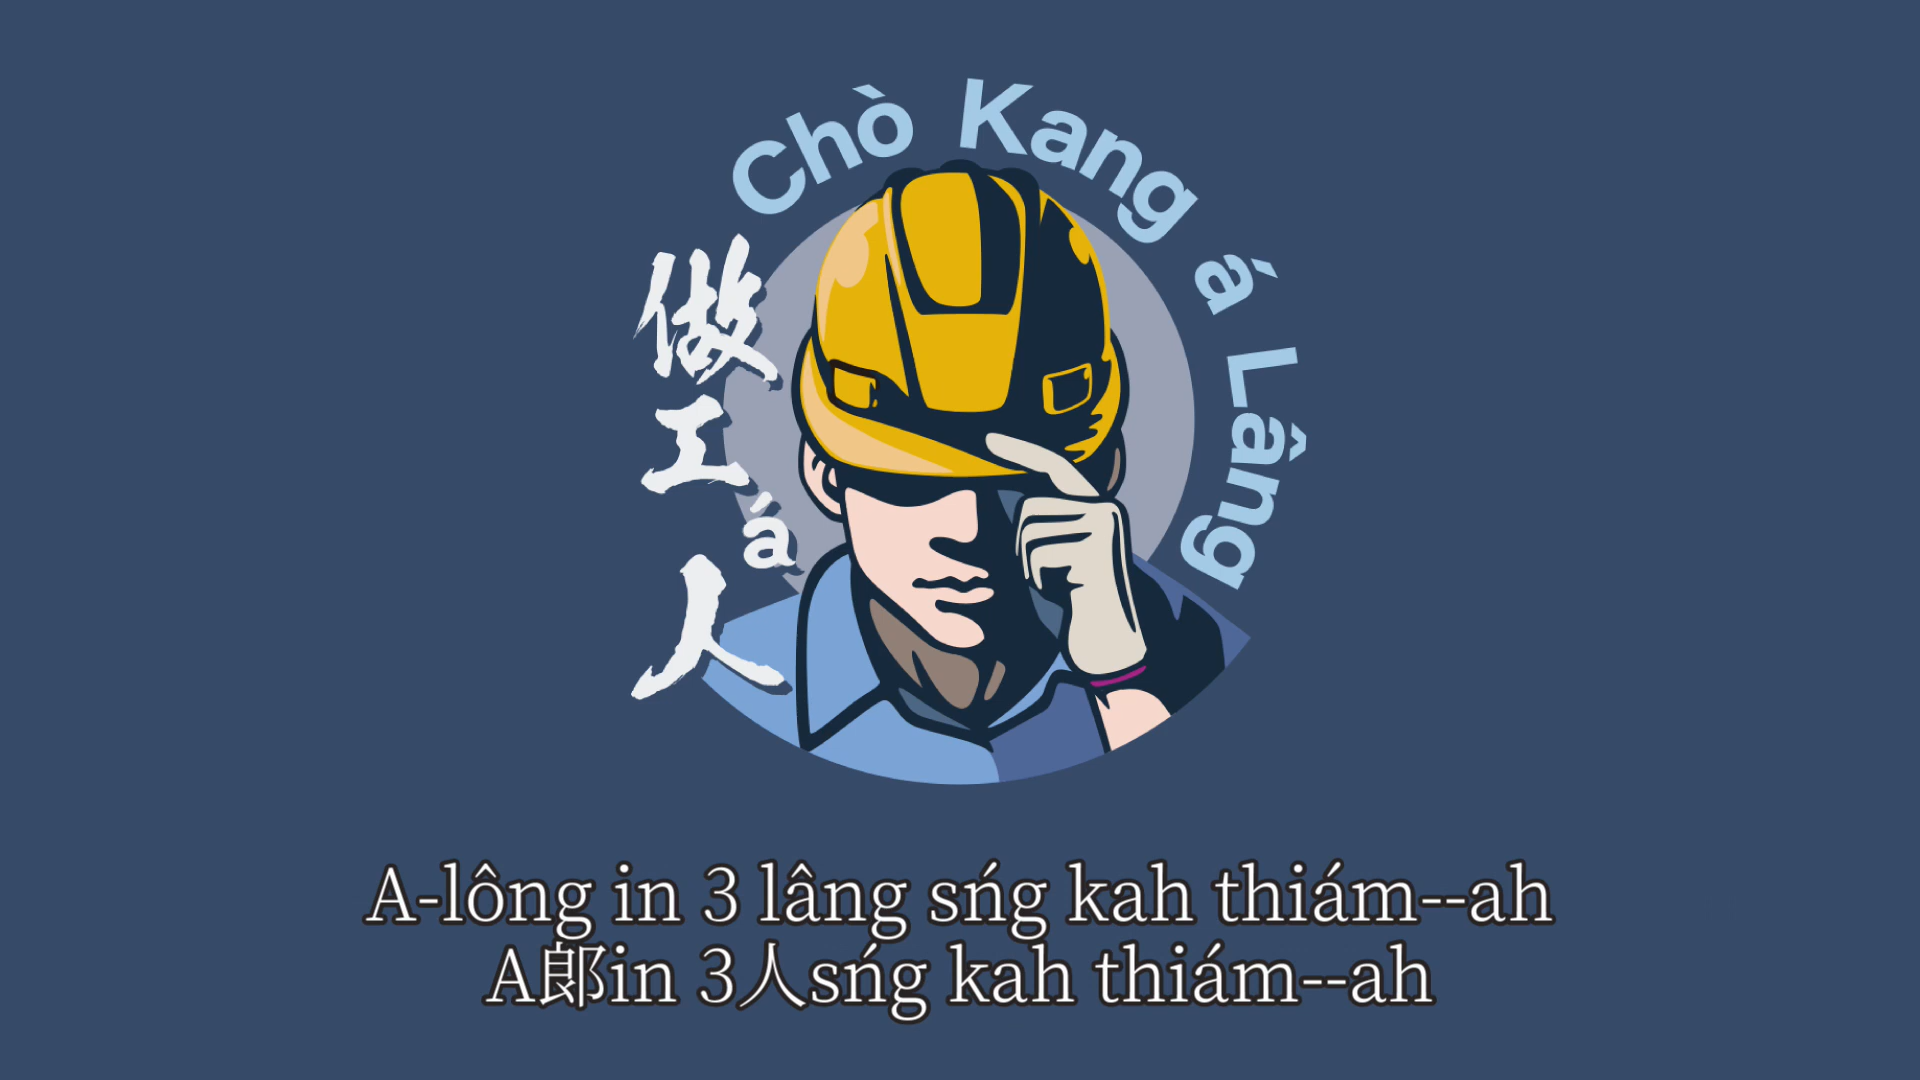 Chò Kang á Lâng
做工á人
A-lông in 3 lâng sńg kah thiám--ah
A郎in 3人sńg kah thiám--ah